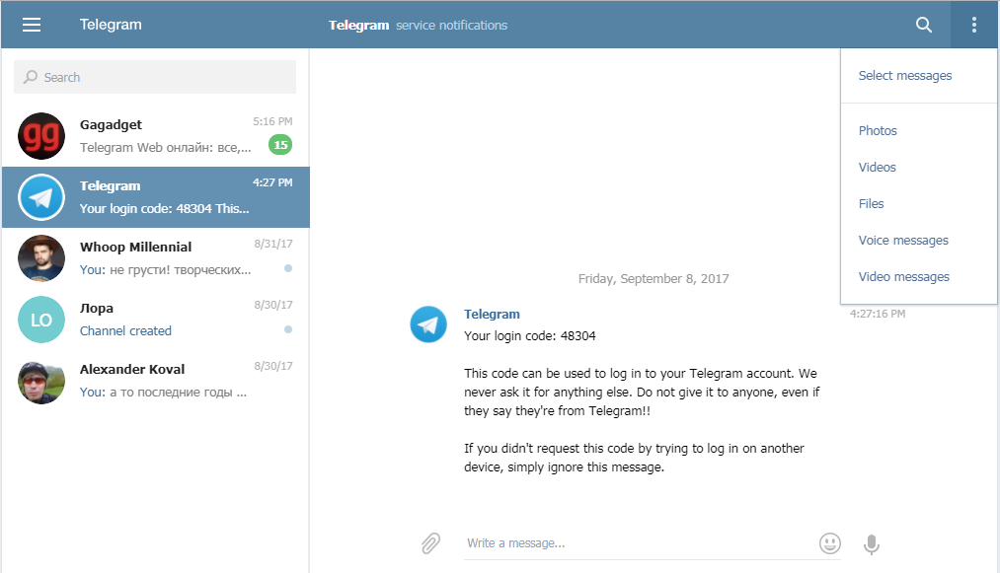 Telegram
Telegram service notifications
Search
Select messages
Photos
Videos
Files
Voice messages
Video messages
gg
Gagadget
5:16 PM
Telegram Web онлайн: все,...
15
Telegram
4:27 PM
Your login code: 48304 This...
Whoop Millennial
8/31/17
You: не грусти! творческих...
LO
Лора
8/30/17
Channel created
Alexander Koval
8/30/17
You: а то последние годы ...
Friday, September 8, 2017
Telegram
4:27:16 PM
Your login code: 48304
This code can be used to log in to your Telegram account. We
never ask it for anything else. Do not give it to anyone, even if
they say they're from Telegram!!
If you didn't request this code by trying to log in on another
device, simply ignore this message.
Write a message...